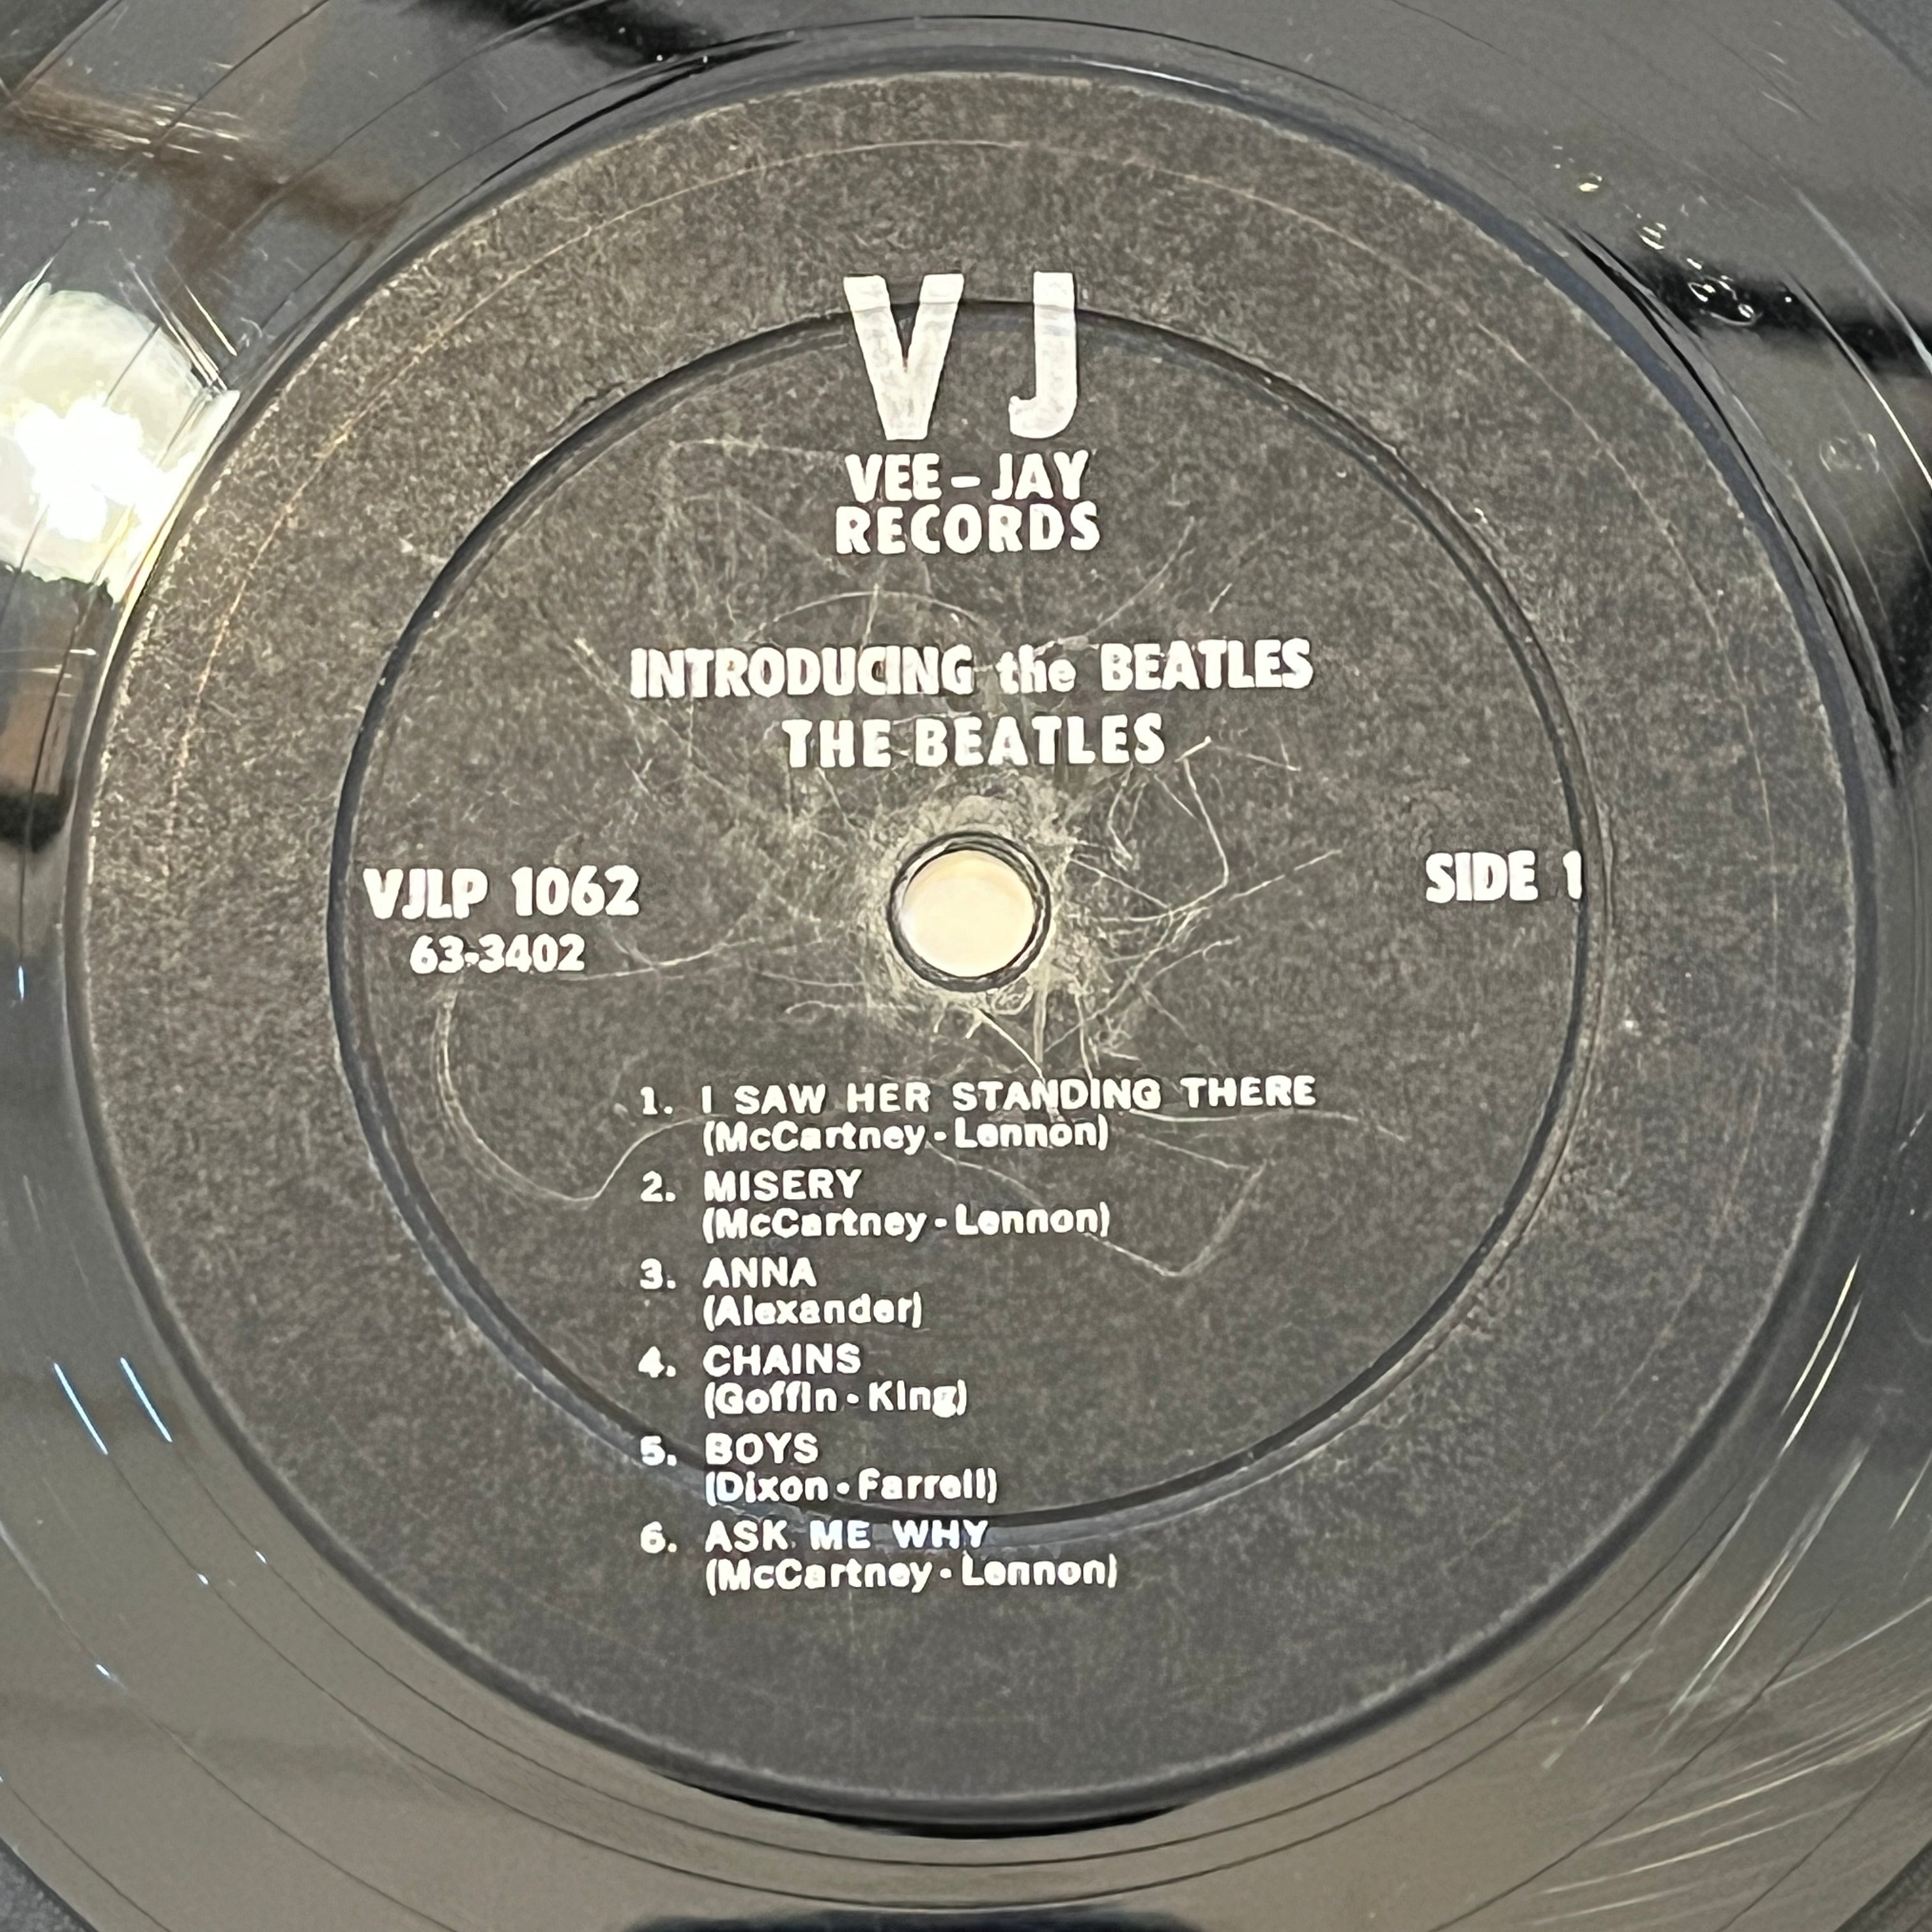 V J
VEE-JAY
RECORDS
INTRODUCING the BEATLES
THE BEATLES
VJLP 1062
63-3402
SIDE 1
1. I SAW HER STANDING THERE
(McCartney - Lennon)
2. MISERY
(McCartney - Lennon)
3. ANNA
(Alexander)
4. CHAINS
(Goffin - King)
5. BOYS
(Dixon - Farrell)
6. ASK ME WHY
(McCartney - Lennon)